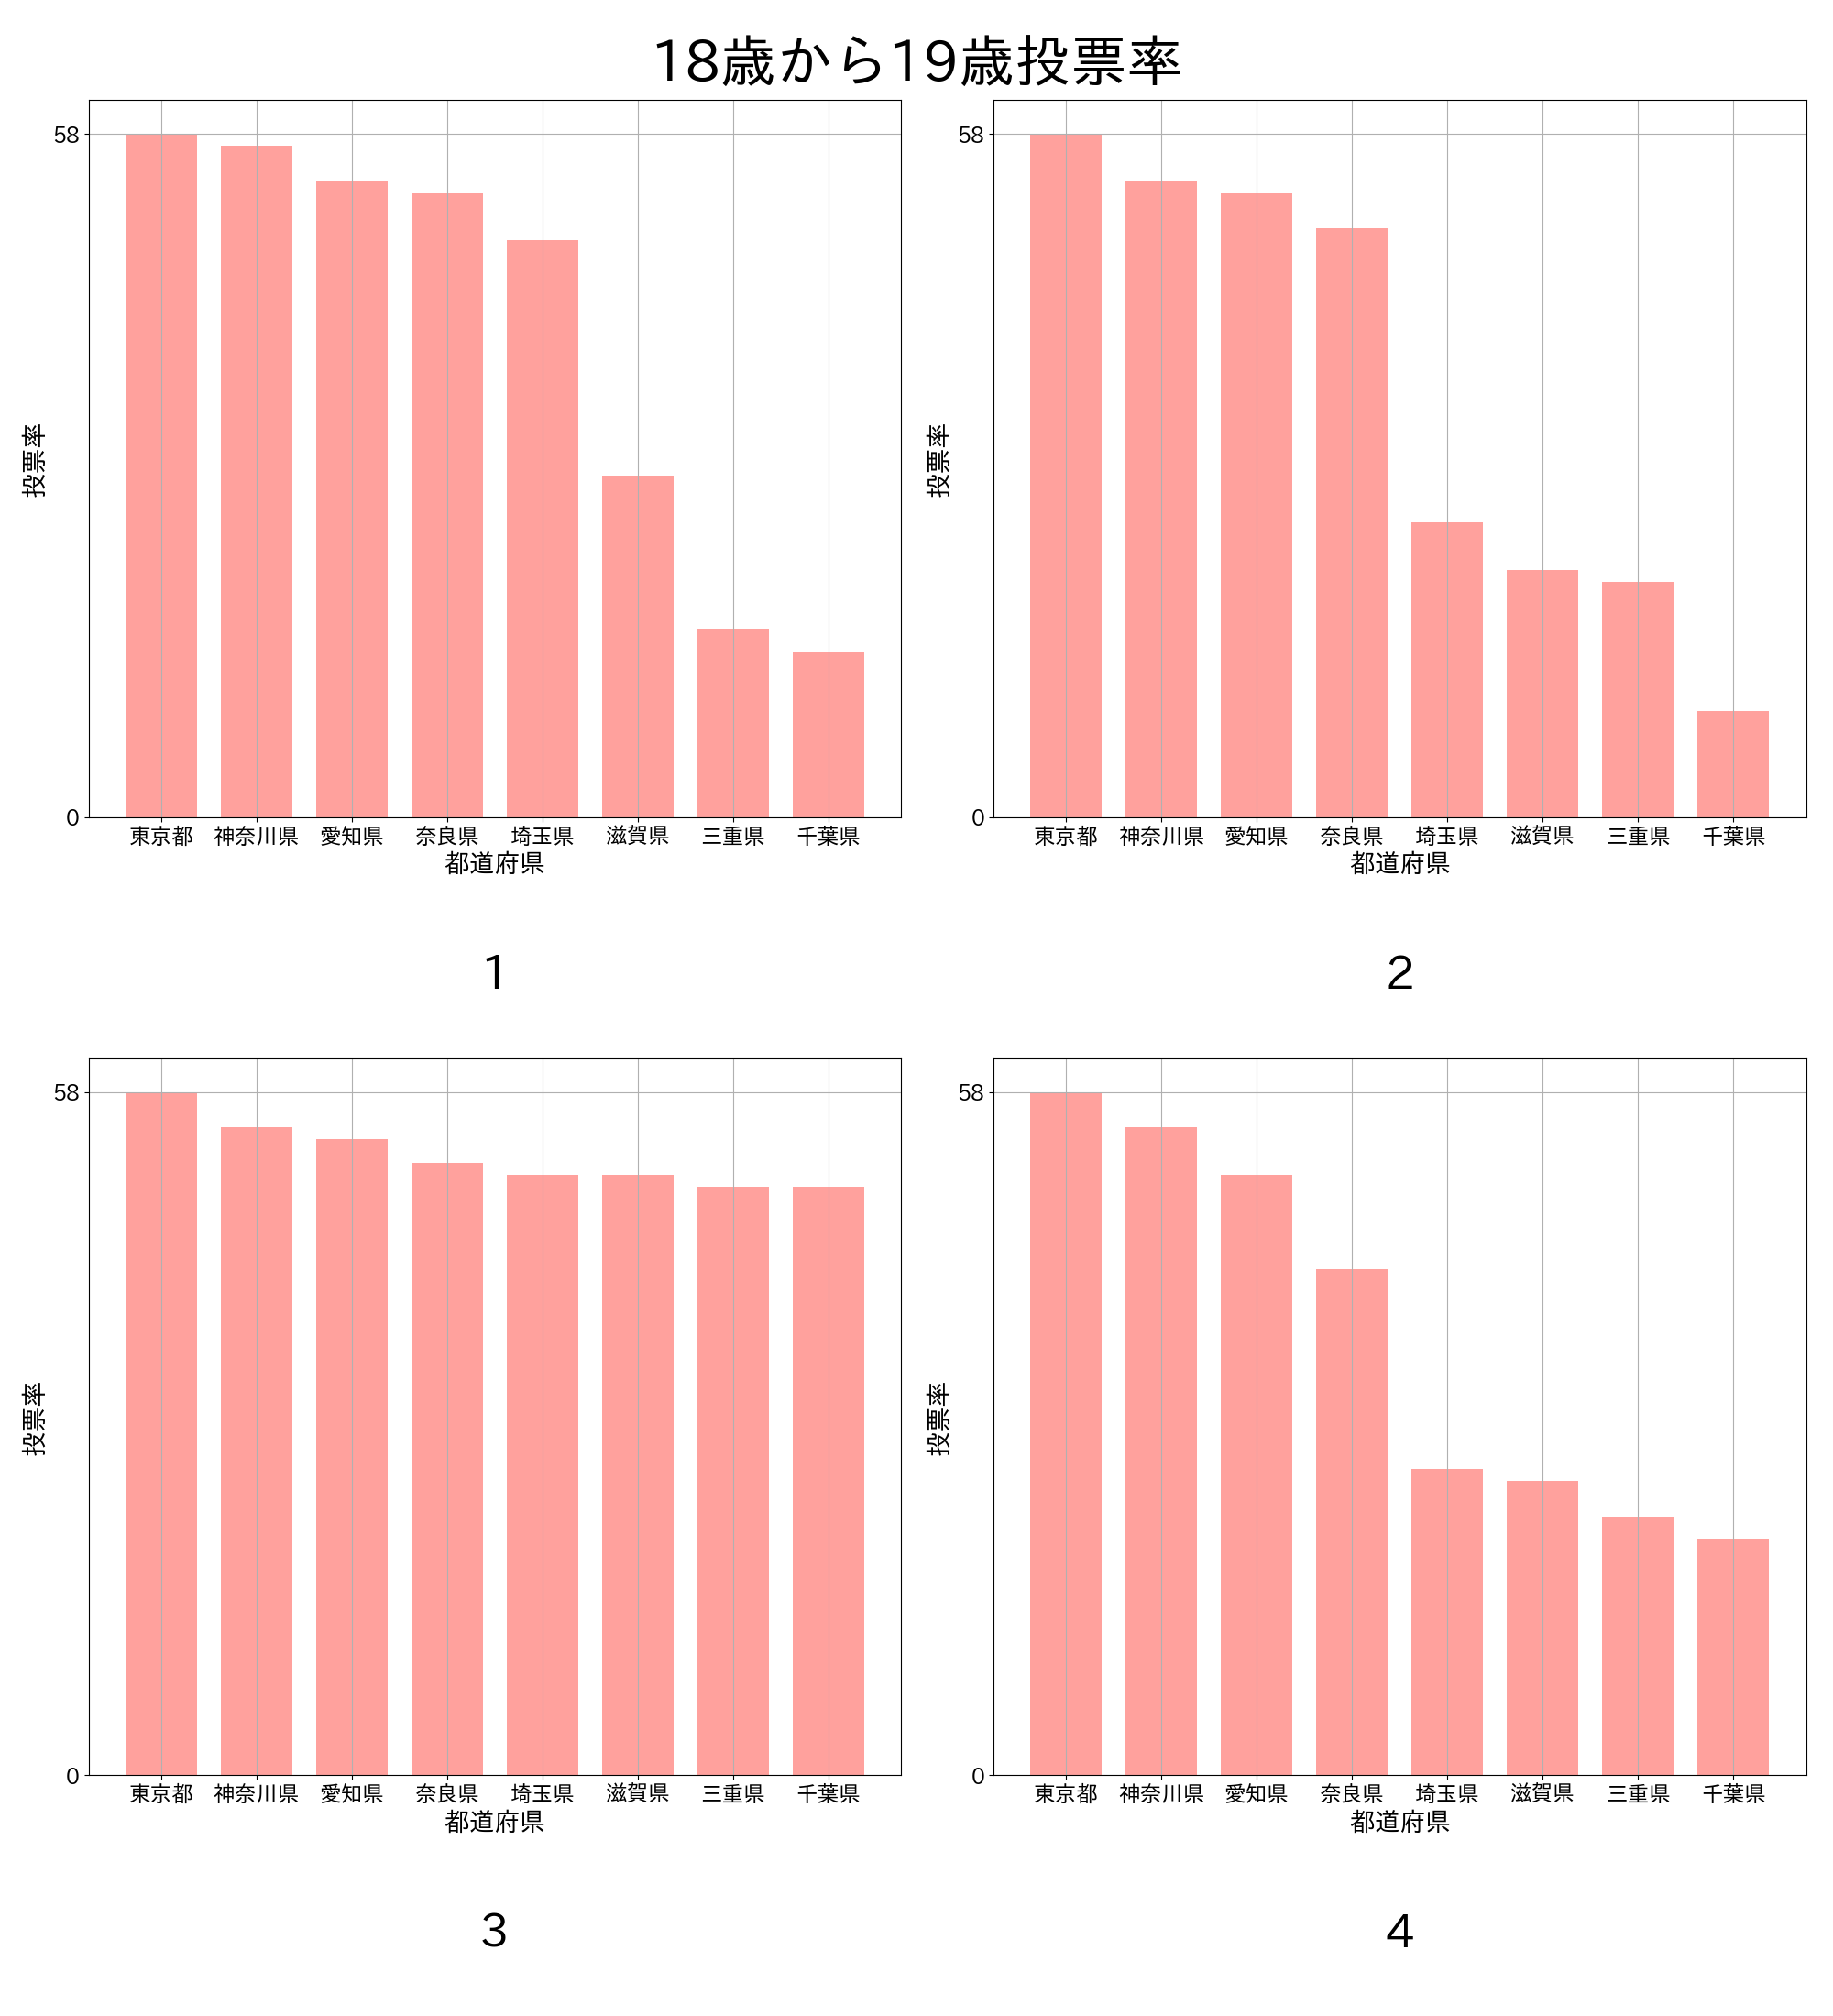 18歳から19歳投票率
58
0
投票率
東京都 神奈川県 愛知県 奈良県 埼玉県 滋賀県 三重県 千葉県
都道府県
1
58
0
投票率
東京都 神奈川県 愛知県 奈良県 埼玉県 滋賀県 三重県 千葉県
都道府県
2
58
0
投票率
東京都 神奈川県 愛知県 奈良県 埼玉県 滋賀県 三重県 千葉県
都道府県
3
58
0
投票率
東京都 神奈川県 愛知県 奈良県 埼玉県 滋賀県 三重県 千葉県
都道府県
4